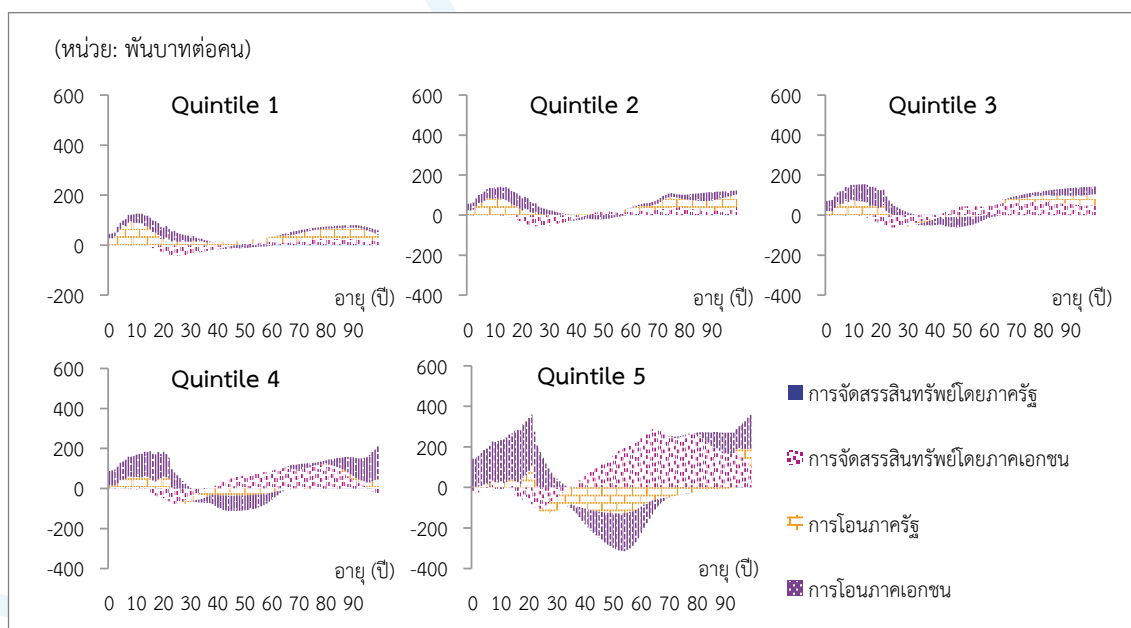 (หน่วย: พันบาทต่อคน)
Quintile 1
600
400
200
0
-200
อายุ (ปี)
0 10 20 30 40 50 60 70 80 90
Quintile 2
600
400
200
0
-200
-400
อายุ (ปี)
0 10 20 30 40 50 60 70 80 90
Quintile 3
600
400
200
0
-200
-400
อายุ (ปี)
0 10 20 30 40 50 60 70 80 90
Quintile 4
600
400
200
0
-200
-400
อายุ (ปี)
0 10 20 30 40 50 60 70 80 90
Quintile 5
600
400
200
0
-200
-400
อายุ (ปี)
0 10 20 30 40 50 60 70 80 90
การจัดสรรสินทรัพย์โดยภาครัฐ
การจัดสรรสินทรัพย์โดยภาคเอกชน
การโอนภาครัฐ
การโอนภาคเอกชน